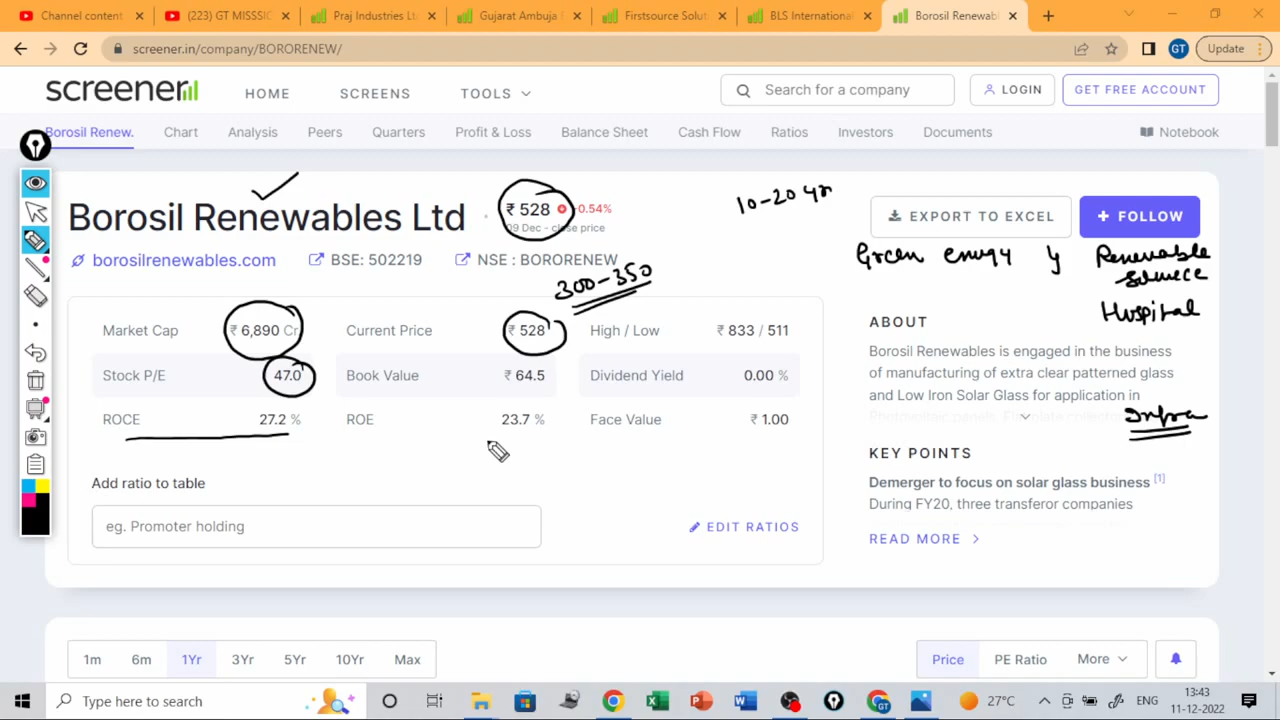 Channel content
(223) GT MISSSIC
Praj Industries Lt
Gujarat Ambuja
Firstsource Solut
BLS International
Borosil Renewabl
screener.in/company/BORORENEW/
GT
Update
screener
HOME
SCREENS
TOOLS
Search for a company
LOGIN
GET FREE ACCOUNT
Borosil Renew.
Chart
Analysis
Peers
Quarters
Profit & Loss
Balance Sheet
Cash Flow
Ratios
Investors
Documents
Notebook
Borosil Renewables Ltd
₹ 528
-0.54%
09 Dec - close price
10-20 yr
EXPORT TO EXCEL
+ FOLLOW
borosilrenewables.com
BSE: 502219
NSE : BORORENEW
Green energy
Renewable
Source
300-350
Hospital
Market Cap
₹ 6,890 Cr.
Current Price
₹ 528
High / Low
₹ 833 / 511
Stock P/E
47.0
Book Value
₹ 64.5
Dividend Yield
0.00 %
ROCE
27.2 %
ROE
23.7 %
Face Value
₹ 1.00
ABOUT
Borosil Renewables is engaged in the business
of manufacturing of extra clear patterned glass
and Low Iron Solar Glass for application in
Infra
KEY POINTS
Demerger to focus on solar glass business [1]
During FY20, three transferor companies
READ MORE
Add ratio to table
eg. Promoter holding
EDIT RATIOS
1m
6m
1Yr
3Yr
5Yr
10Yr
Max
Price
PE Ratio
More
Type here to search
27°C
ENG
13:43
11-12-2022